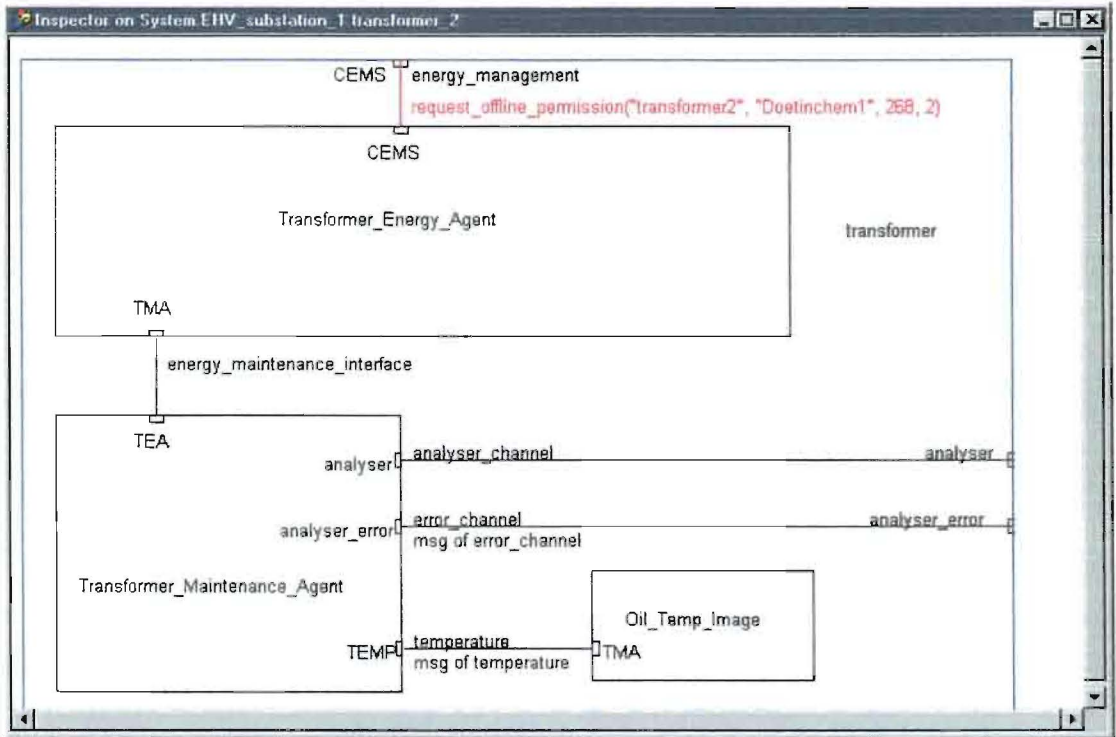 Inspector on System.EHV_substation_1.transformer_2
CEMS energy_management
request_offline_permission("transformer2", "Doetinchem1", 268, 2)
CEMS
Transformer_Energy_Agent
transformer
TMA
energy_maintenance_interface
TEA
analyser analyser_channel analyser
analyser_error error_channel analyser_error
msg of error_channel
Transformer_Maintenance_Agent
Oil_Temp_Image
TEMP temperature TMA
msg of temperature